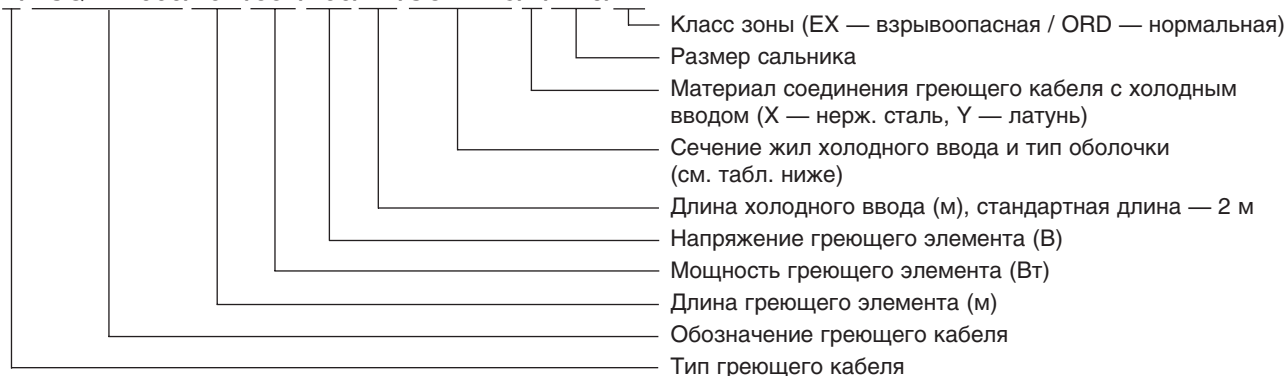 Класс зоны (EX — взрывоопасная / ORD — нормальная)
Размер сальника
Материал соединения греющего кабеля с холодным
вводом (X — нерж. сталь, Y — латунь)
Сечение жил холодного ввода и тип оболочки
(см. табл. ниже)
Длина холодного ввода (м), стандартная длина — 2 м
Напряжение греющего элемента (В)
Мощность греющего элемента (Вт)
Длина греющего элемента (м)
Обозначение греющего кабеля
Тип греющего кабеля